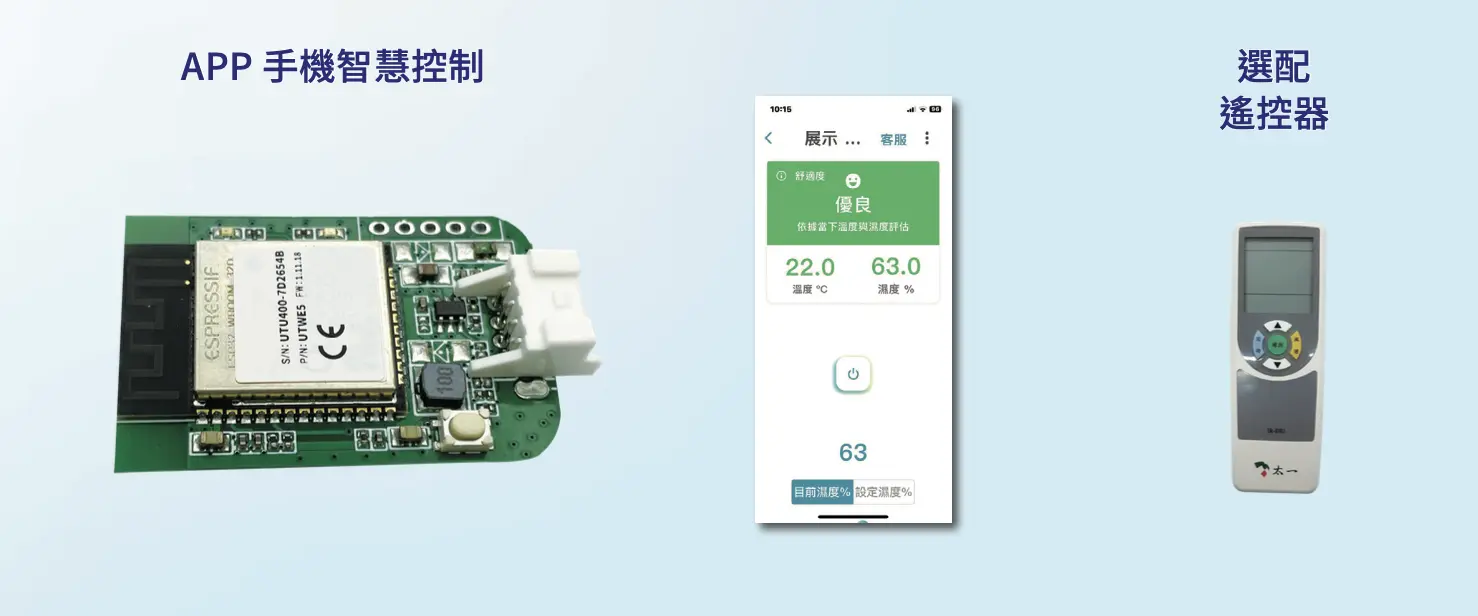 APP 手機智慧控制
選配
遙控器
ESPRESSIF
S/N: UTU400-7D2654B
P/N: UTWE5 FW:1.11.18
CE
100
10:15
96
展示 ...
客服
舒適度
優良
依據當下溫度與濕度評估
22.0
63.0
溫度 ℃
濕度 %
63
目前濕度%
設定濕度%
太一